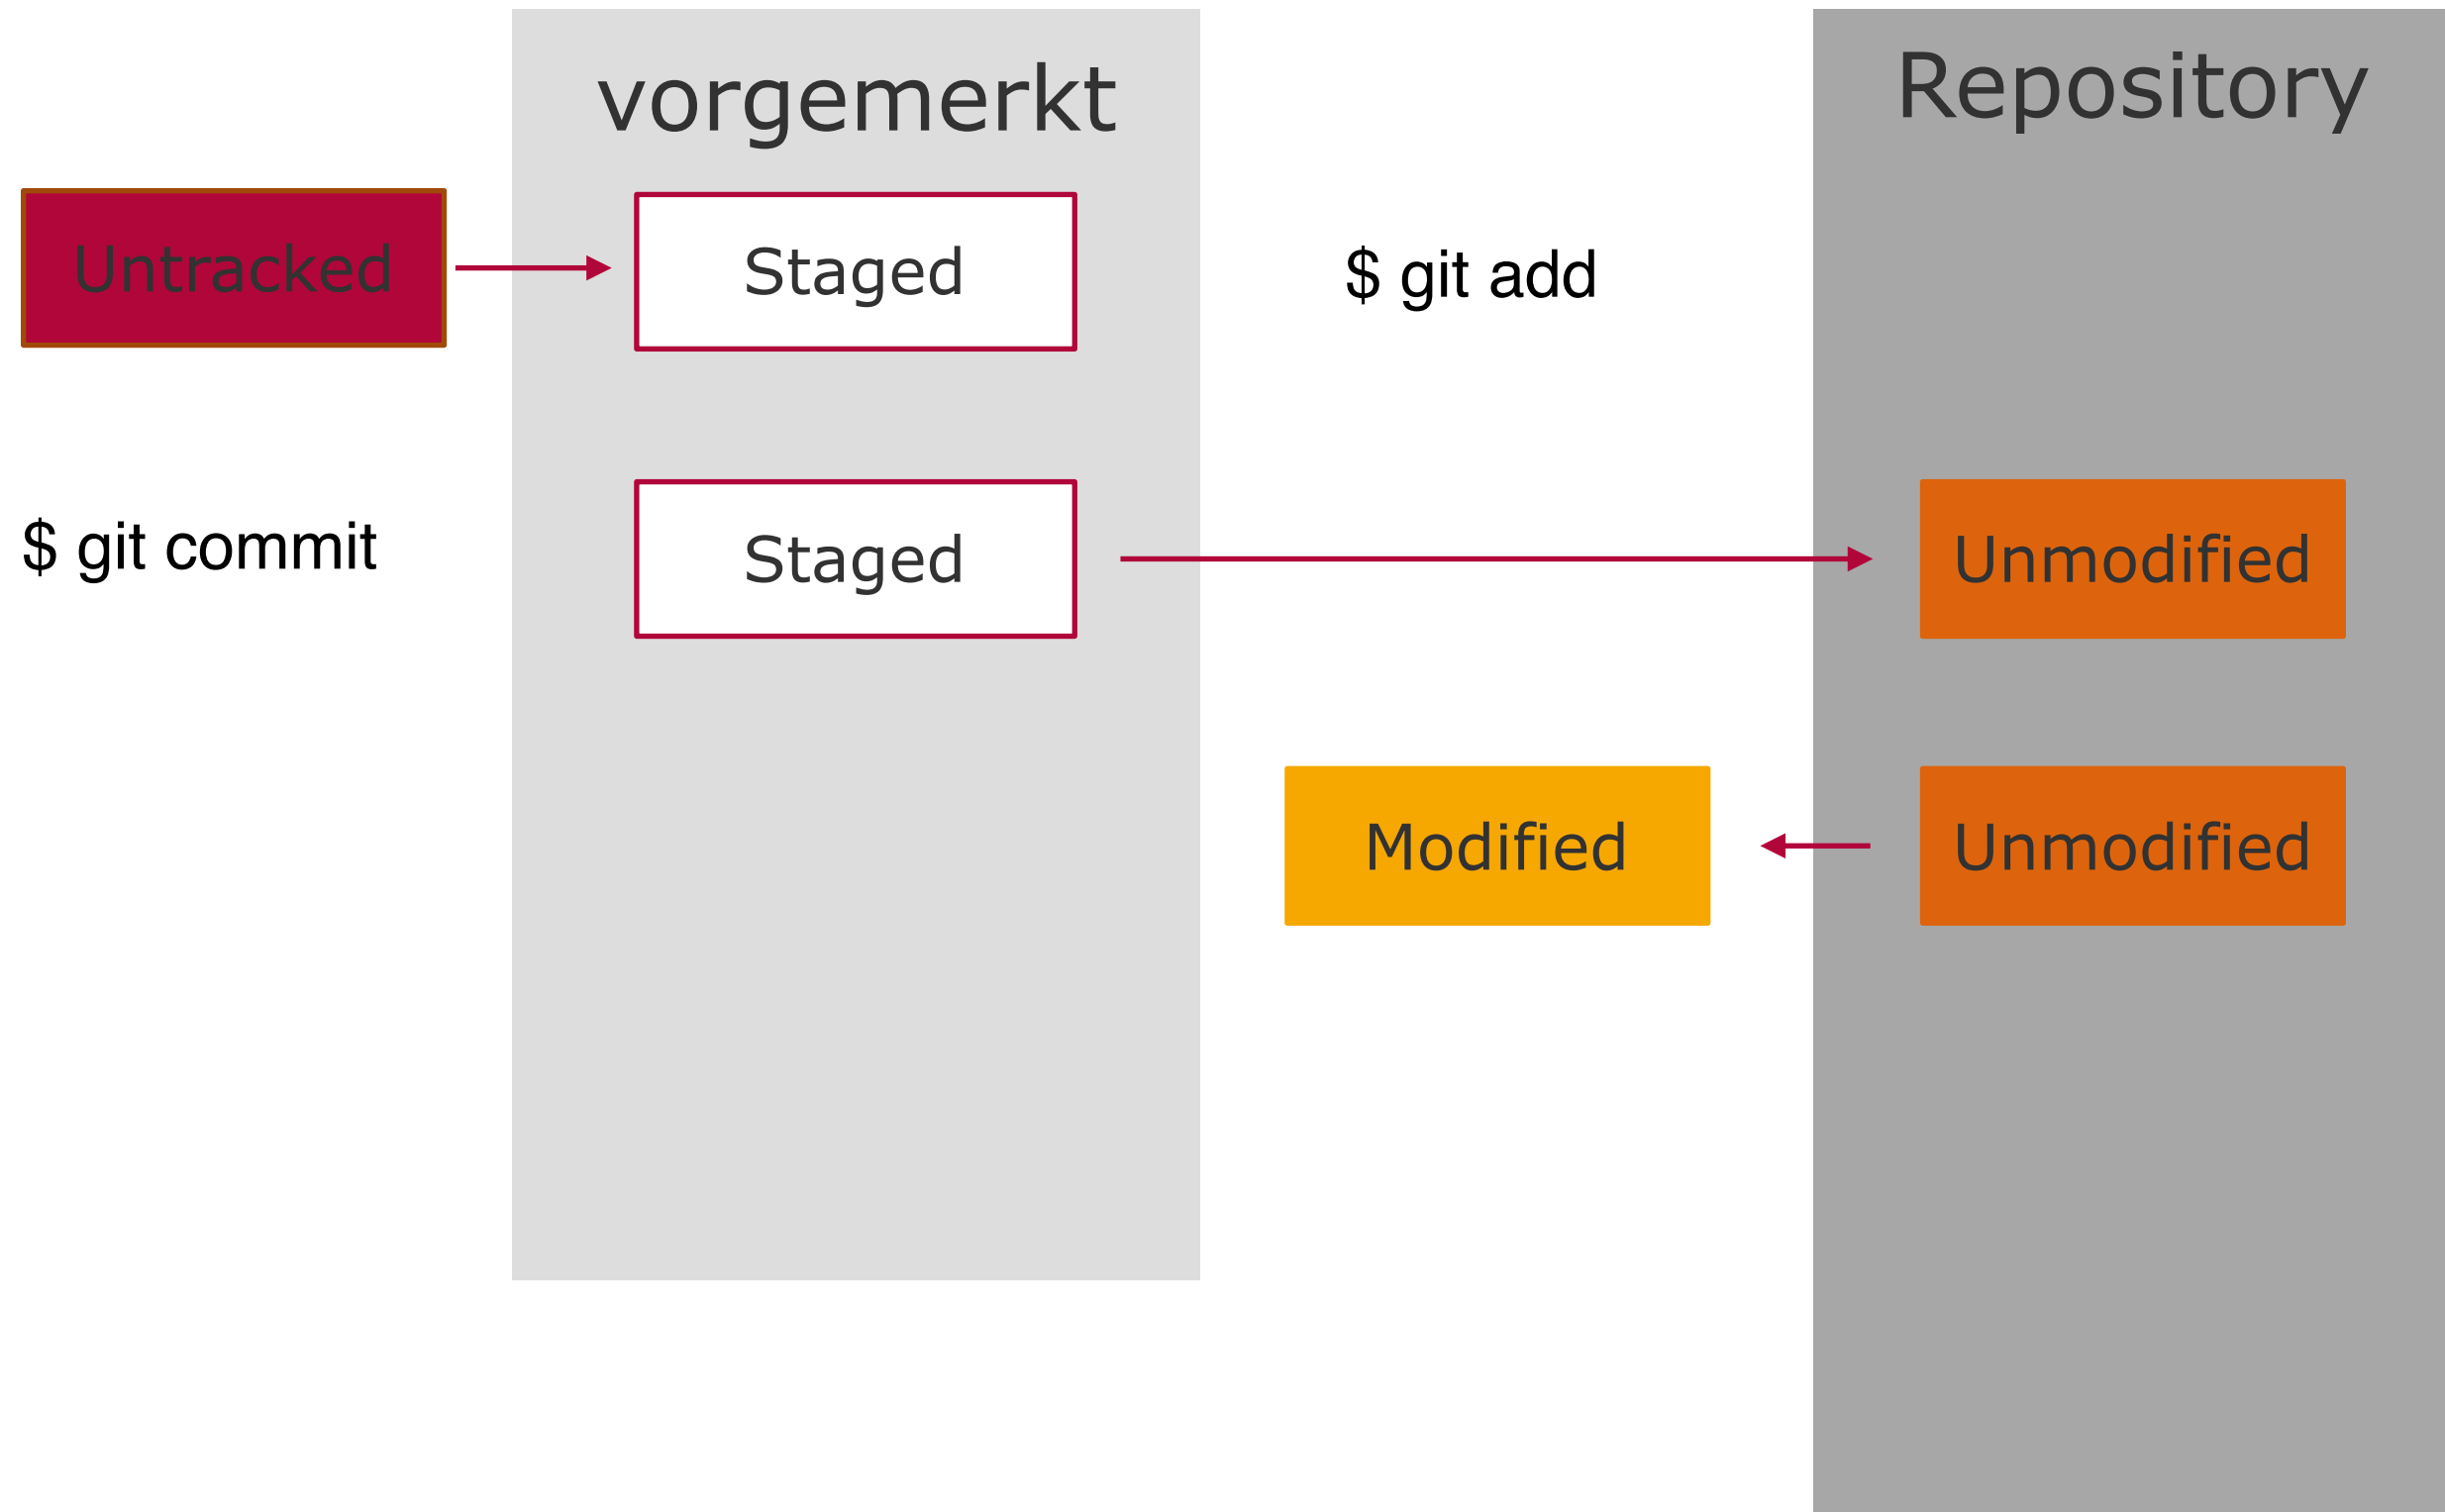 vorgemerkt
Repository
Untracked
Staged
$ git add
$ git commit
Staged
Unmodified
Modified
Unmodified